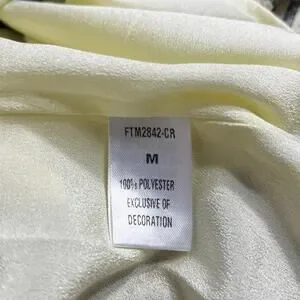 FTM2842-CR
M
100% POLYESTER
EXCLUSIVE OF
DECORATION